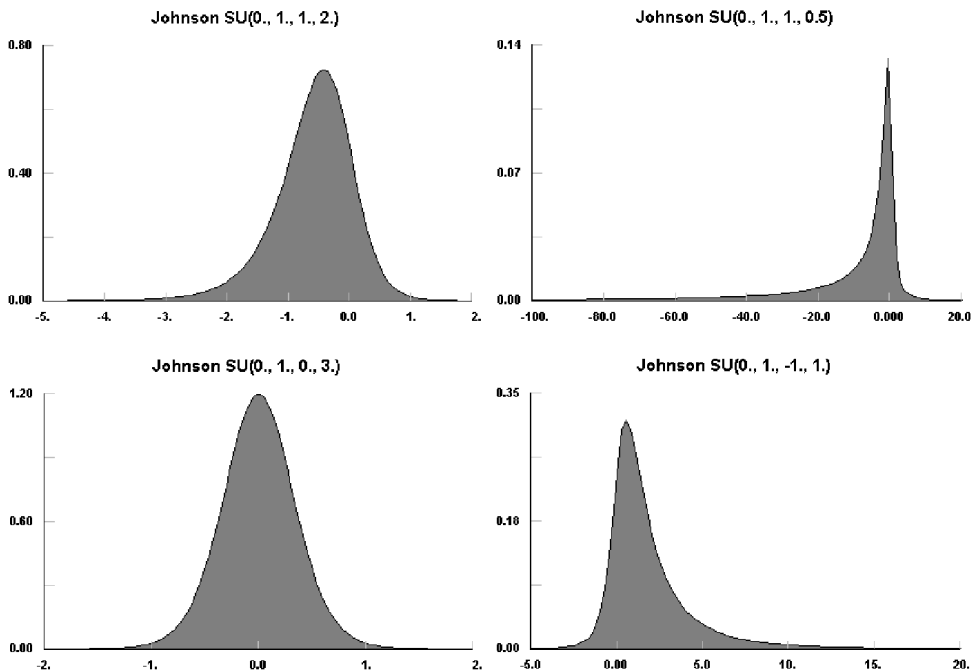 Johnson SU(0., 1., 1., 2.)
0.80
0.40
0.00
-5. -4. -3. -2. -1. 0.0 1. 2.
Johnson SU(0., 1., 1., 0.5)
0.14
0.07
0.00
-100. -80.0 -60.0 -40.0 -20.0 0.000 20.0
Johnson SU(0., 1., 0., 3.)
1.20
0.60
0.00
-2. -1. 0.0 1. 2.
Johnson SU(0., 1., -1., 1.)
0.35
0.18
0.00
-5.0 0.00 5.0 10. 15. 20.